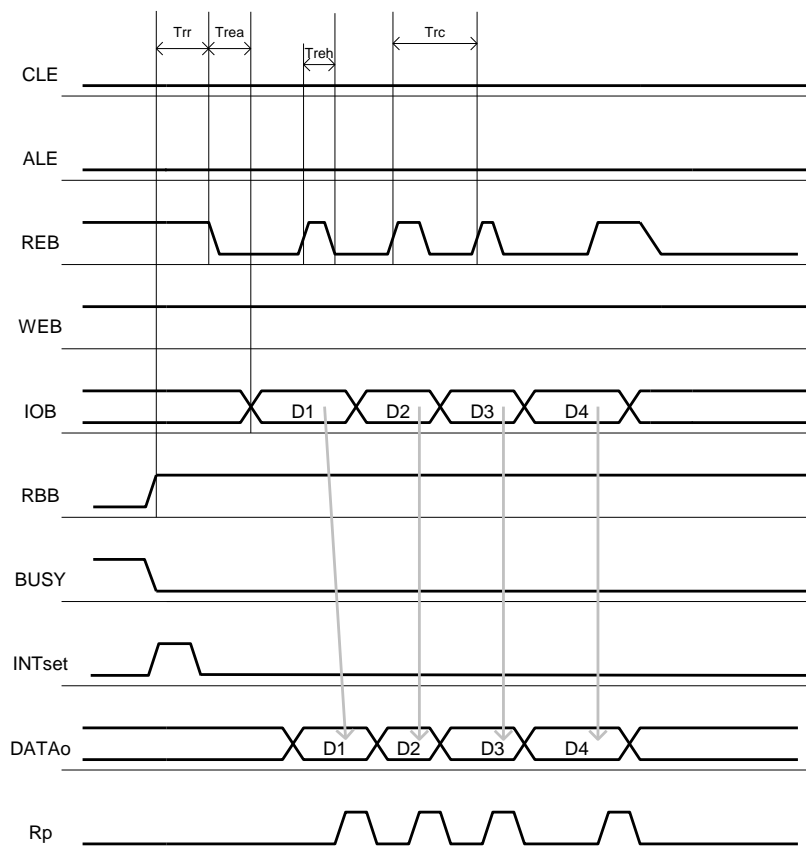 Trr Trea Treh Trc
CLE
ALE
REB
WEB
IOB D1 D2 D3 D4
RBB
BUSY
INTset
DATAo D1 D2 D3 D4
Rp